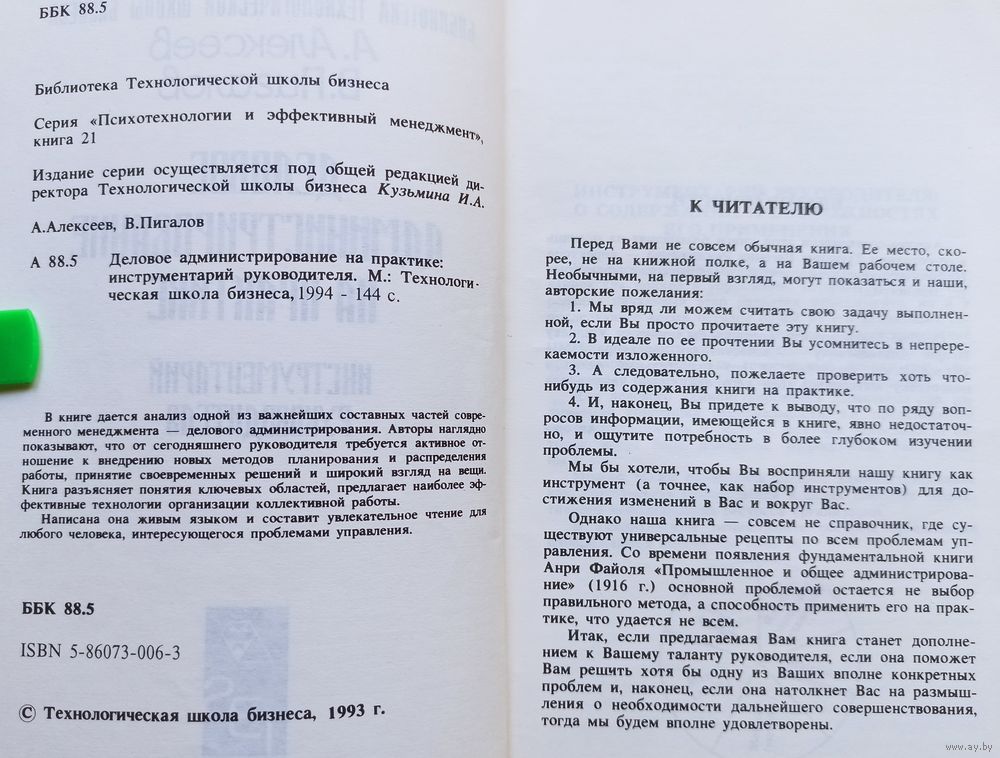 ББК 88.5
Библиотека Технологической школы бизнеса
Серия «Психотехнологии и эффективный менеджмент»,
книга 21
Издание серии осуществляется под общей редакцией ди-
ректора Технологической школы бизнеса Кузьмина И.А.
А.Алексеев, В.Пигалов
А 88.5 Деловое администрирование на практике:
инструментарий руководителя. М.: Технологи-
ческая школа бизнеса, 1994 - 144 с.
В книге дается анализ одной из важнейших составных частей совре-
менного менеджмента — делового администрирования. Авторы наглядно
показывают, что от сегодняшнего руководителя требуется активное от-
ношение к внедрению новых методов планирования и распределения
работы, принятие своевременных решений и широкий взгляд на вещи.
Книга разъясняет понятия ключевых областей, предлагает наиболее эф-
фективные технологии организации коллективной работы.
Написана она живым языком и составит увлекательное чтение для
любого человека, интересующегося проблемами управления.
ББК 88.5
ISBN 5-86073-006-3
© Технологическая школа бизнеса, 1993 г.
К ЧИТАТЕЛЮ
Перед Вами не совсем обычная книга. Ее место, ско-
рее, не на книжной полке, а на Вашем рабочем столе.
Необычными, на первый взгляд, могут показаться и наши,
авторские пожелания:
1. Мы вряд ли можем считать свою задачу выполнен-
ной, если Вы просто прочитаете эту книгу.
2. В идеале по ее прочтении Вы усомнитесь в непрере-
каемости изложенного.
3. А следовательно, пожелаете проверить хоть что-
нибудь из содержания книги на практике.
4. И, наконец, Вы придете к выводу, что по ряду воп-
росов информации, имеющейся в книге, явно недостаточ-
но, и ощутите потребность в более глубоком изучении
проблемы.
Мы бы хотели, чтобы Вы восприняли нашу книгу как
инструмент (а точнее, как набор инструментов) для до-
стижения изменений в Вас и вокруг Вас.
Однако наша книга — совсем не справочник, где су-
ществуют универсальные рецепты по всем проблемам уп-
равления. Со времени появления фундаментальной книги
Анри Файоля «Промышленное и общее администрирова-
ние» (1916 г.) основной проблемой остается не выбор
правильного метода, а способность применить его на прак-
тике, что удается не всем.
Итак, если предлагаемая Вам книга станет дополне-
нием к Вашему таланту руководителя, если она поможет
Вам решить хотя бы одну из Ваших вполне конкретных
проблем и, наконец, если она натолкнет Вас на размыш-
ления о необходимости дальнейшего совершенствования,
тогда мы будем вполне удовлетворены.
www.ay.by